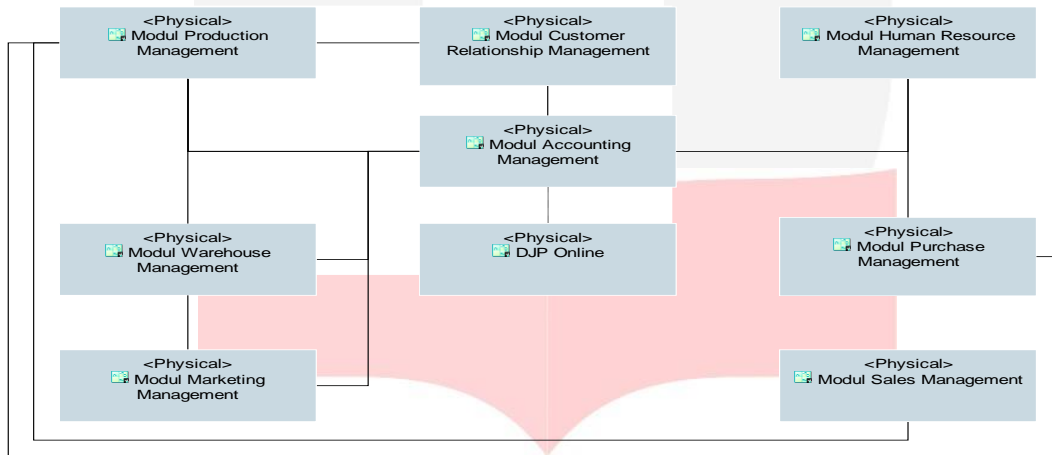 <Physical>
Modul Production
Management
<Physical>
Modul Customer
Relationship Management
<Physical>
Modul Human Resource
Management
<Physical>
Modul Accounting
Management
<Physical>
Modul Warehouse
Management
<Physical>
DJP Online
<Physical>
Modul Purchase
Management
<Physical>
Modul Marketing
Management
<Physical>
Modul Sales Management